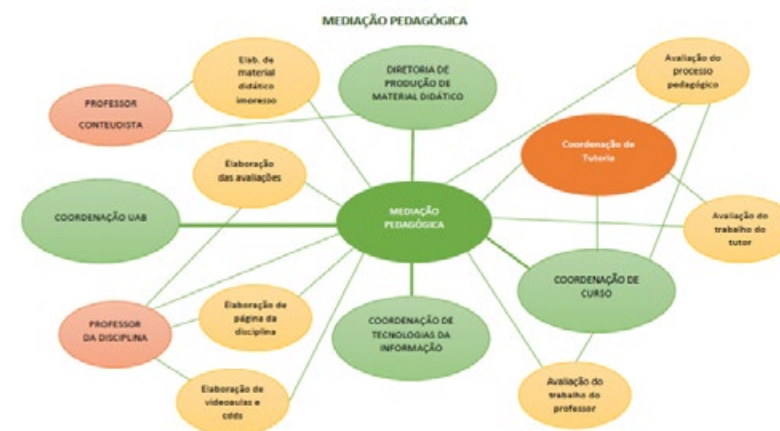 MEDIAÇÃO PEDAGÓGICA
Elab. de
material
didático
imoresso
DIRETORIA DE
PRODUÇÃO DE
MATERIAL DIDÁTICO
Avaliação do
processo
pedagógico
PROFESSOR
CONTEUDISTA
Coordenação de
Tutoria
Elaboração
das avaliações
COORDENAÇÃO UAB
MEDIAÇÃO
PEDAGÓGICA
Avaliação do
trabalho do
tutor
PROFESSOR
DA DISCIPLINA
Elaboração de
página da
disciplina
COORDENAÇÃO DE
TECNOLOGIAS DA
INFORMAÇÃO
COORDENAÇÃO DE
CURSO
Elaboração de
videoaulas e
Avaliação do
trabalho do
professor